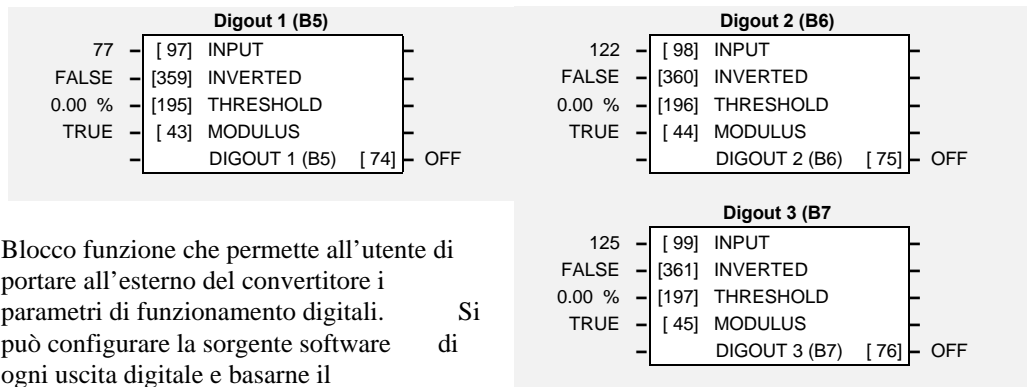 Digout 1 (B5)
77 [ 97] INPUT
FALSE [359] INVERTED
0.00 % [195] THRESHOLD
TRUE [ 43] MODULUS
DIGOUT 1 (B5) [ 74] OFF
Digout 2 (B6)
122 [ 98] INPUT
FALSE [360] INVERTED
0.00 % [196] THRESHOLD
TRUE [ 44] MODULUS
DIGOUT 2 (B6) [ 75] OFF
Digout 3 (B7
125 [ 99] INPUT
FALSE [361] INVERTED
0.00 % [197] THRESHOLD
TRUE [ 45] MODULUS
DIGOUT 3 (B7) [ 76] OFF
Blocco funzione che permette all’utente di
portare all’esterno del convertitore i
parametri di funzionamento digitali. Si
può configurare la sorgente software di
ogni uscita digitale e basarne il